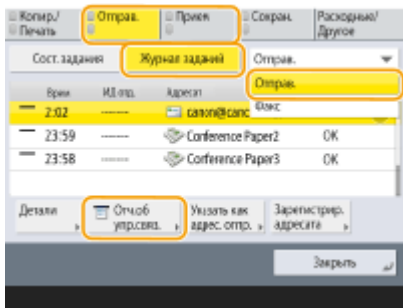 Копир./ Печать
Отправ.
Прием
Сохран.
Расходные/ Другое
Сост. задания
Журнал заданий
Отправ.
Отправ.
Факс
Врем
ИД отд.
Адресат
2:02 -------- canon@canc
23:59 -------- Conference Paper2 OK
23:58 -------- Conference Paper3 OK
Детали
Отч.об упр.связ.
Указать как адрес. отпр.
Зарегистрир. адресата
Закрыть